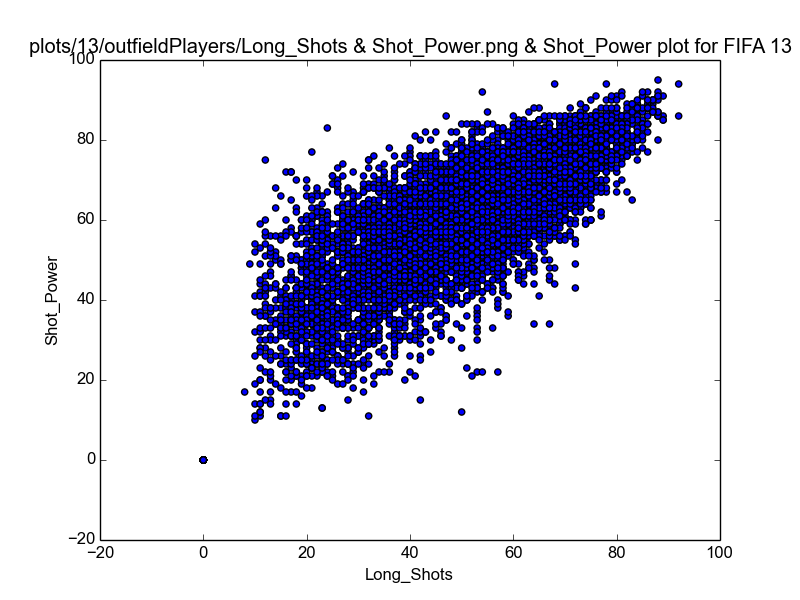 plots/13/outfieldPlayers/Long_Shots & Shot_Power.png & Shot_Power plot for FIFA 13
100
80
60
40
20
0
−20
Shot_Power
−20 0 20 40 60 80 100
Long_Shots